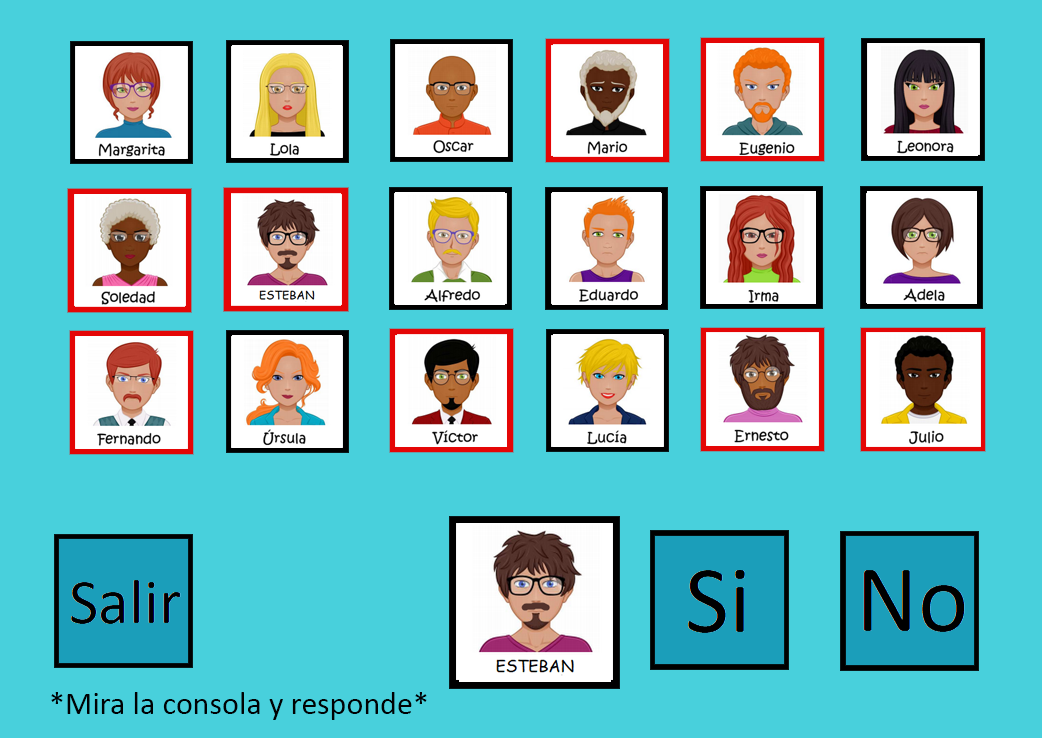 Margarita
Lola
Oscar
Mario
Eugenio
Leonora
Soledad
ESTEBAN
Alfredo
Eduardo
Irma
Adela
Fernando
Úrsula
Víctor
Lucía
Ernesto
Julio
Salir
ESTEBAN
Si
No
*Mira la consola y responde*